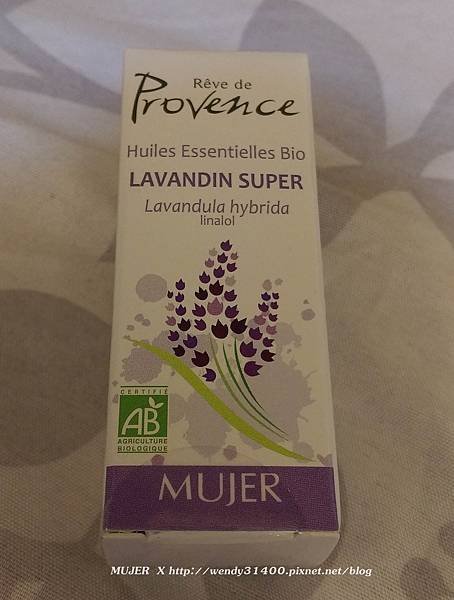 Rêve de
Provence
Huiles Essentielles Bio
LAVANDIN SUPER
Lavandula hybrida
linalol
CERTIFIÉ
AB
AGRICULTURE
BIOLOGIQUE
MUJER
MUJER X http://wendy31400.pixnet.net/blog